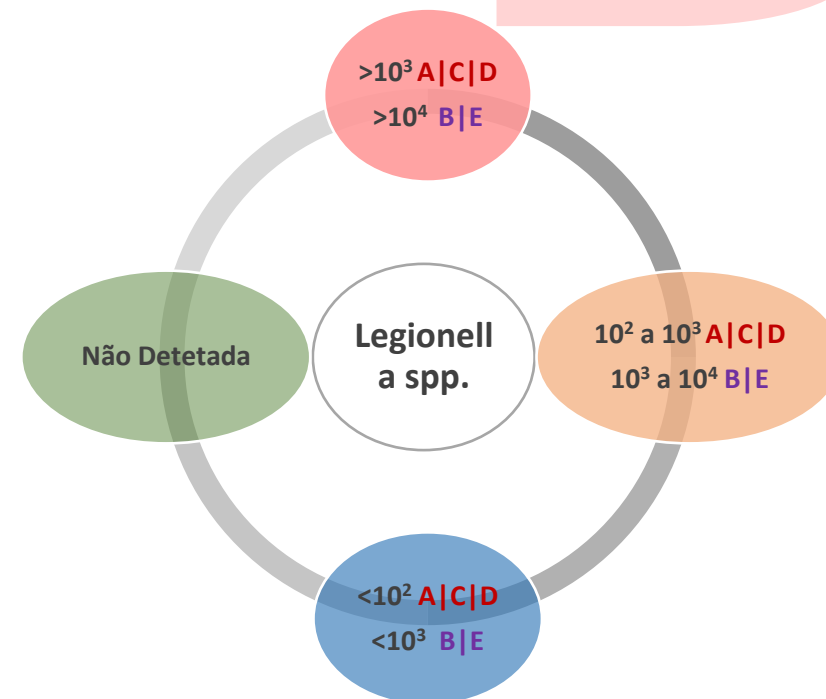 >10³ A|C|D
>10⁴ B|E
Não Detetada
Legionell
a spp.
10² a 10³ A|C|D
10³ a 10⁴ B|E
<10² A|C|D
<10³ B|E